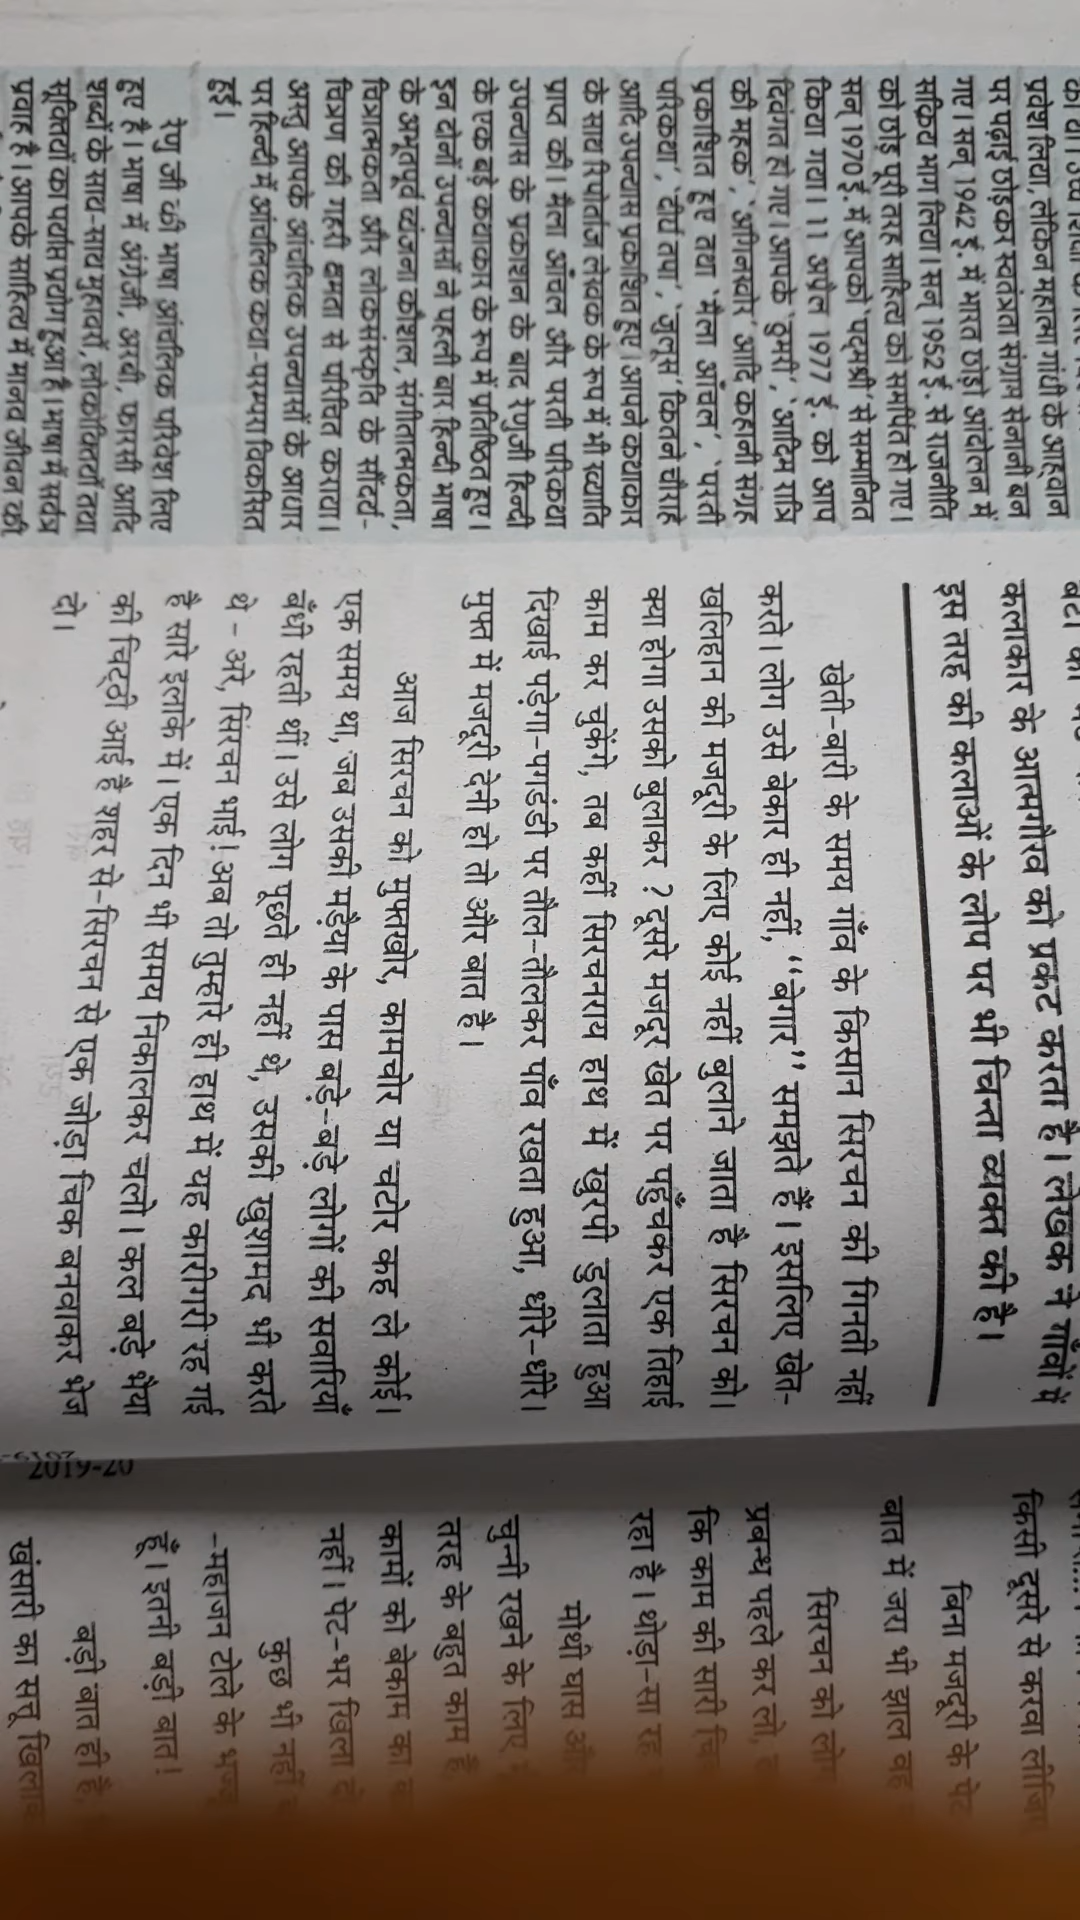 प्रवेश लिया, लेकिन महात्मा गांधी के आह्वान
पर पढ़ाई छोड़कर स्वतंत्रता संग्राम सेनानी बन
गए। सन् 1942 ई. में भारत छोड़ो आंदोलन में
सक्रिय भाग लिया। सन् 1952 ई. से राजनीति
को छोड़ पूरी तरह साहित्य को समर्पित हो गए।
सन् 1970 ई. में आपको 'पद्मश्री' से सम्मानित
किया गया। 11 अप्रैल 1977 ई. को आप
दिवंगत हो गए। आपके 'ठुमरी', 'आदिम रात्रि
की महक', 'अग्निखोर' आदि कहानी संग्रह
प्रकाशित हुए तथा 'मैला आँचल', 'परती
परिकथा', 'दीर्घ तपा', 'जुलूस' 'कितने चौराहे'
आदि उपन्यास प्रकाशित हुए। आपने कथाकार
के साथ रिपोर्ताज लेखक के रूप में भी ख्याति
प्राप्त की। मैला आँचल और परती परिकथा
उपन्यास के प्रकाशन के बाद रेणुजी हिन्दी
के एक बड़े कथाकार के रूप में प्रतिष्ठित हुए।
इन दोनों उपन्यासों ने पहली बार हिन्दी भाषा
के अभूतपूर्व व्यंजना कौशल, संगीतात्मकता,
चित्रात्मकता और लोकसंस्कृति के सौंदर्य-
चित्रण की गहरी क्षमता से परिचित कराया।
अस्तु आपके आंचलिक उपन्यासों के आधार
पर हिन्दी में आंचलिक कथा-परम्परा विकसित
हुई।
रेणु जी की भाषा आंचलिक परिवेश लिए
हुए है। भाषा में अंग्रेजी, अरबी, फारसी आदि
शब्दों के साथ-साथ मुहावरों, लोकोक्तियों तथा
सूक्तियों का पर्याप्त प्रयोग हुआ है। भाषा में सर्वत्र
प्रवाह है। आपके साहित्य में मानव जीवन की
कलाकार के आत्मगौरव को प्रकट करता है। लेखक ने गाँवों में
इस तरह की कलाओं के लोप पर भी चिन्ता व्यक्त की है।
खेती-बारी के समय गाँव के किसान सिरचन की गिनती नहीं
करते। लोग उसे बेकार ही नहीं, "बेगार" समझते हैं। इसलिए खेत-
खलिहान की मजदूरी के लिए कोई नहीं बुलाने जाता है सिरचन को।
क्या होगा उसको बुलाकर ? दूसरे मजदूर खेत पर पहुँचकर एक तिहाई
काम कर चुकेंगे, तब कहीं सिरचनराय हाथ में खुरपी डुलाता हुआ
दिखाई पड़ेगा-पगडंडी पर तौल-तौलकर पाँव रखता हुआ, धीरे-धीरे।
मुफ्त में मजदूरी देनी हो तो और बात है।
आज सिरचन को मुफ्तखोर, कामचोर या चटोर कह ले कोई।
एक समय था, जब उसकी मड़ैया के पास बड़े-बड़े लोगों की सवारियाँ
बँधी रहती थीं। उसे लोग पूछते ही नहीं थे, उसकी खुशामद भी करते
थे - अरे, सिरचन भाई! अब तो तुम्हारे ही हाथ में यह कारीगरी रह गई
है सारे इलाके में। एक दिन भी समय निकालकर चलो। कल बड़े भैया
की चिट्ठी आई है शहर से-सिरचन से एक जोड़ा चिक बनवाकर भेज
दो।
2019-20
किसी दूसरे से करवा लीजिए
बिना मजदूरी के पेट
बात में जरा भी झाल वह
सिरचन को लोग
प्रबन्ध पहले कर लो,
कि काम की सारी
रहा है। थोड़ा-सा रह
मोथी घास और
चुन्नी रखने के लिए
तरह के बहुत काम हैं
कामों को बेकाम का
नहीं। पेट-भर खिला दो
कुछ भी नहीं
-महाजन टोले के
हूँ। इतनी बड़ी बात!
बड़ी बात ही है,
खंसारी का सत्तू